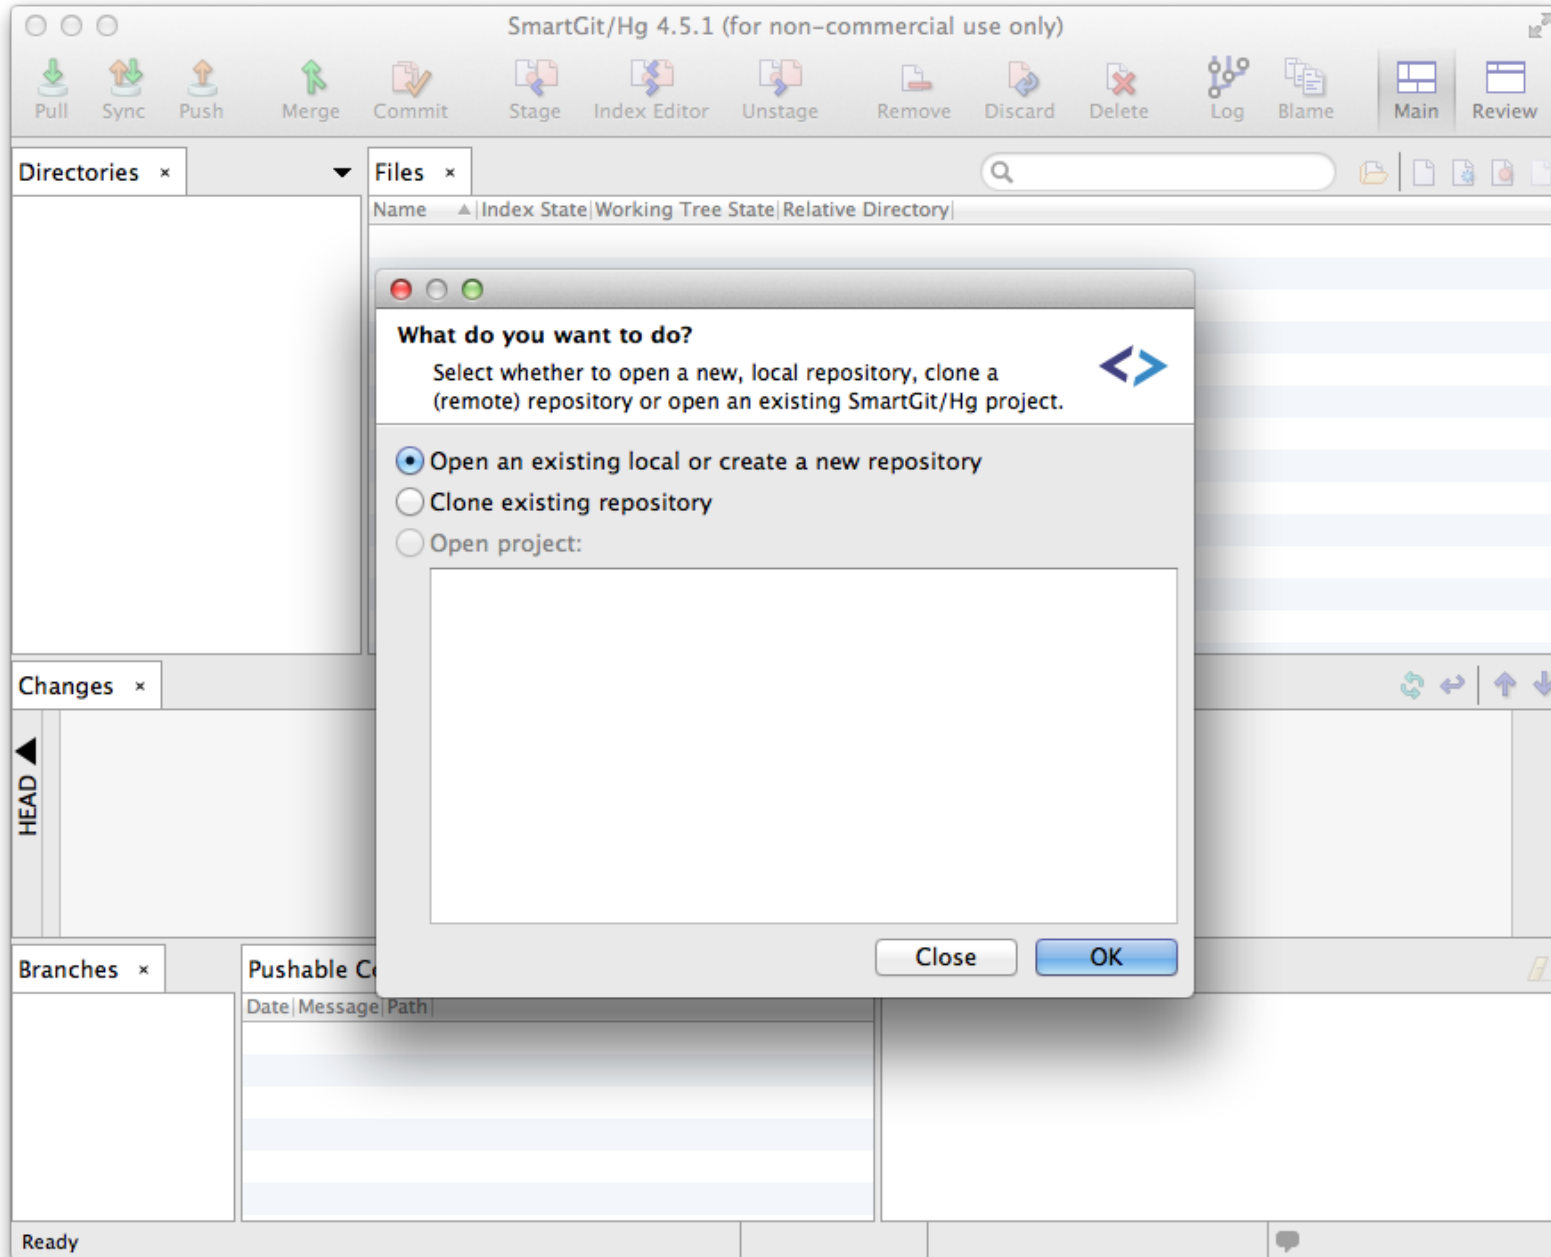 SmartGit/Hg 4.5.1 (for non-commercial use only)
Pull Sync Push Merge Commit Stage Index Editor Unstage Remove Discard Delete Log Blame Main Review
Directories × Files ×
Name Index State Working Tree State Relative Directory
What do you want to do?
Select whether to open a new, local repository, clone a
(remote) repository or open an existing SmartGit/Hg project.
Open an existing local or create a new repository
Clone existing repository
Open project:
Changes ×
HEAD
Close OK
Branches × Pushable C
Date Message Path
Ready